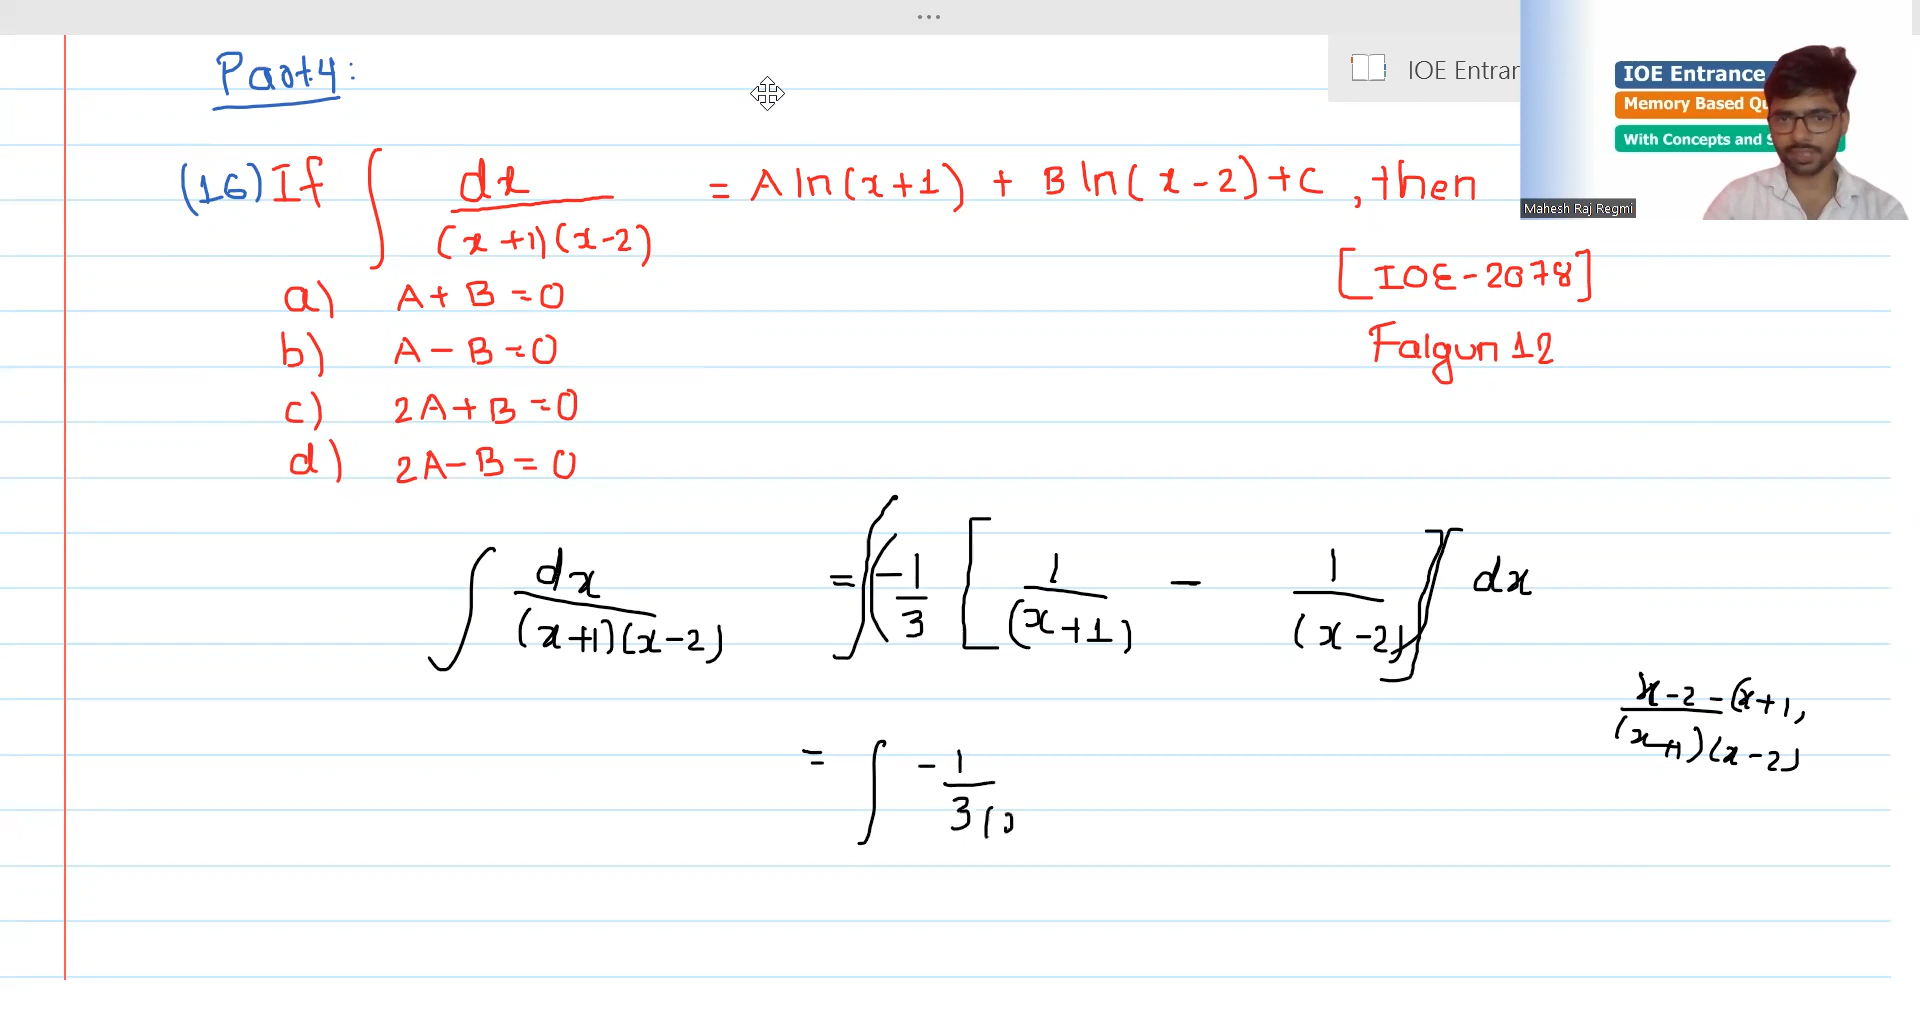 ...
Part4:
IOE Entrar
IOE Entrance
Memory Based Qu
With Concepts and S
Mahesh Raj Regmi
(16) If ∫ dx/((x+1)(x-2)) = A ln(x+1) + B ln(x-2)+C, then
[IOE-2078]
a) A+B=0
Falgun 12
b) A-B=0
c) 2A+B=0
d) 2A-B=0
∫ dx/((x+1)(x-2)) = ∫(-1/3 [1/(x+1) - 1/(x-2)] dx
x-2-(x+1, / (x+1)(x-2)
= ∫ -1/3(